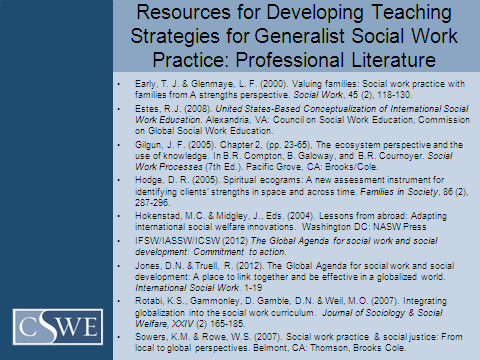 Resources for Developing Teaching
Strategies for Generalist Social Work
Practice: Professional Literature
• Early, T. J. & Glenmaye, L. F. (2000). Valuing families: Social work practice with
families from A strengths perspective. Social Work, 45 (2), 118-130.
• Estes, R.J. (2008). United States-Based Conceptualization of International Social
Work Education. Alexandria, VA: Council on Social Work Education, Commission
on Global Social Work Education.
• Gilgun, J. F. (2005). Chapter 2, (pp. 23-65), The ecosystem perspective and the
use of knowledge. In B.R. Compton, B. Galoway, and B.R. Cournoyer. Social
Work Processes (7th Ed.). Pacific Grove, CA: Brooks/Cole.
• Hodge, D. R. (2005). Spiritual ecograms: A new assessment instrument for
identifying clients' strengths in space and across time. Families in Society, 86 (2),
287-296.
• Hokenstad, M.C. & Midgley, J., Eds. (2004). Lessons from abroad: Adapting
international social welfare innovations. Washington DC: NASW Press
• IFSW/IASSW/ICSW (2012) The Global Agenda for social work and social
development: Commitment to action.
• Jones, D.N. & Truell, R. (2012). The Global Agenda for social work and social
development: A place to link together and be effective in a globalized world.
International Social Work. 1-19
• Rotabi, K.S., Gammonley, D. Gamble, D.N. & Weil, M.O. (2007). Integrating
globalization into the social work curriculum. Journal of Sociology & Social
Welfare, XXIV (2) 165-185.
• Sowers, K.M. & Rowe, W.S. (2007). Social work practice & social justice: From
local to global perspectives. Belmont, CA: Thomson, Brooks Cole.
CSWE